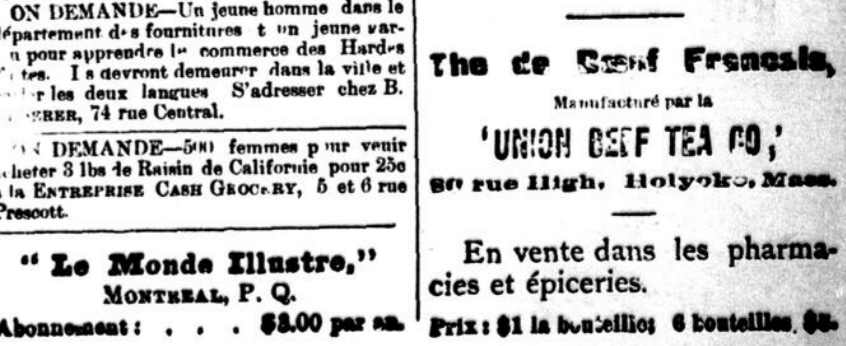 ON DEMANDE—Un jeune homme dans le
département des fournitures t un jeune gar-
pour apprendre le commerce des Hardes
I s devront demeurer dans la ville et
r les deux langues S'adresser chez B.
74 rue Central.
DEMANDE—500 femmes pour venir
acheter 3 lbs de Raisin de Californie pour 25c
à la ENTREPRISE CASH GROCERY, 5 et 6 rue
Prescott.
"Le Monde Illustre,"
MONTREAL, P. Q.
Abonnement: . . . $3.00 par an.
The de Bœuf Francais,
Manufacturé par la
'UNION BEEF TEA CO,'
rue High, Holyoke, Mass.
En vente dans les pharma-
cies et épiceries.
Prix: $1 la bouteille; 6 bouteilles,